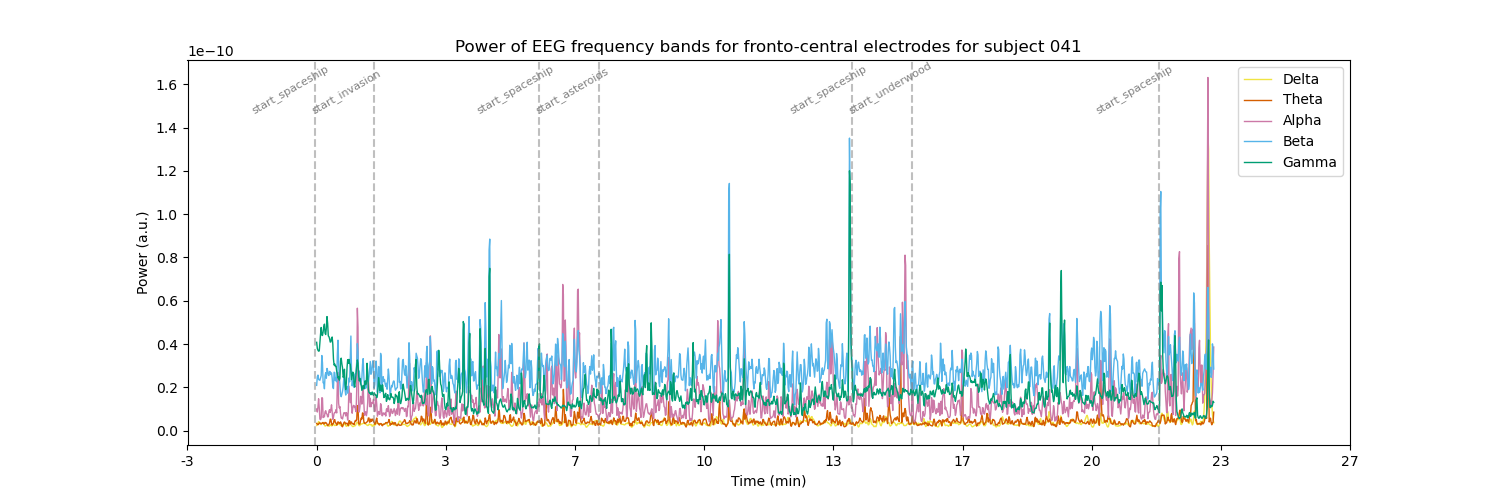 Power of EEG frequency bands for fronto-central electrodes for subject 041
1e−10
start_spaceship
start_invasion
start_spaceship
start_asteroids
start_spaceship
start_underwood
start_spaceship
Delta
Theta
Alpha
Beta
Gamma
1.6
1.4
1.2
1.0
0.8
0.6
0.4
0.2
0.0
Power (a.u.)
-3
0
3
7
10
13
17
20
23
27
Time (min)